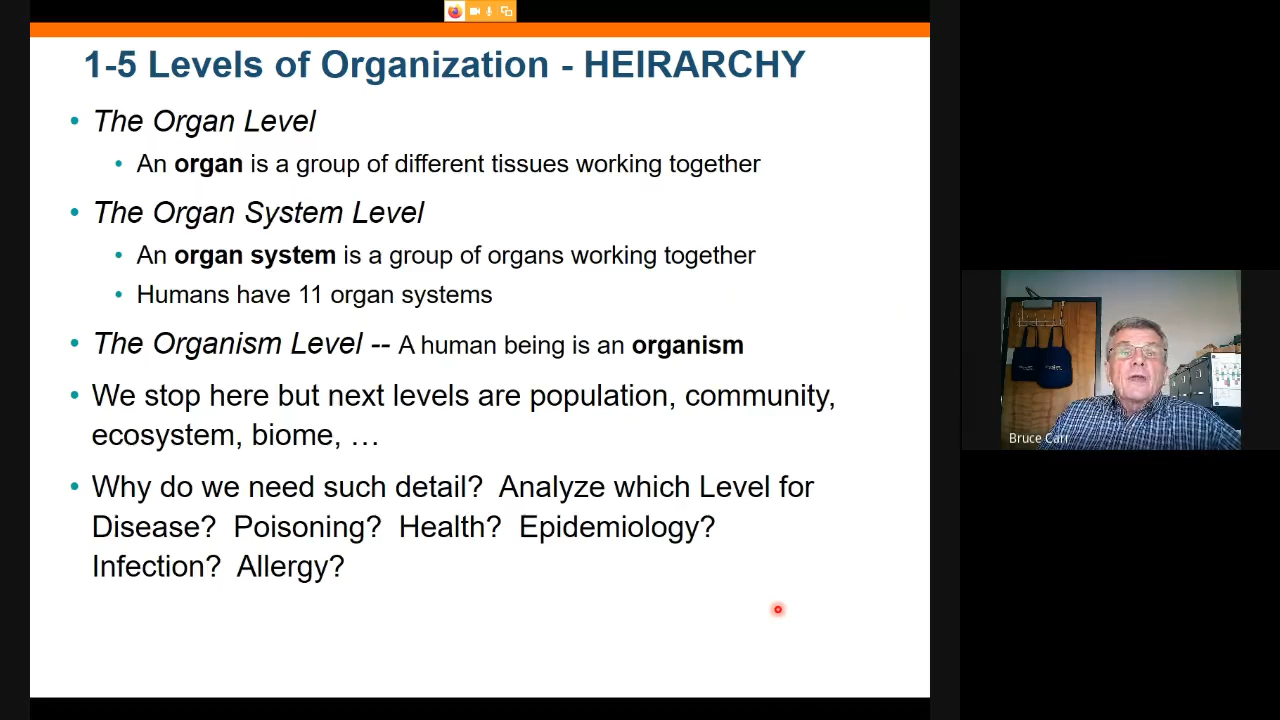 1-5 Levels of Organization - HEIRARCHY
• The Organ Level
• An organ is a group of different tissues working together
• The Organ System Level
• An organ system is a group of organs working together
• Humans have 11 organ systems
• The Organism Level -- A human being is an organism
• We stop here but next levels are population, community,
ecosystem, biome, …
• Why do we need such detail?  Analyze which Level for
Disease?  Poisoning?  Health?  Epidemiology?
Infection?  Allergy?
Bruce Carr